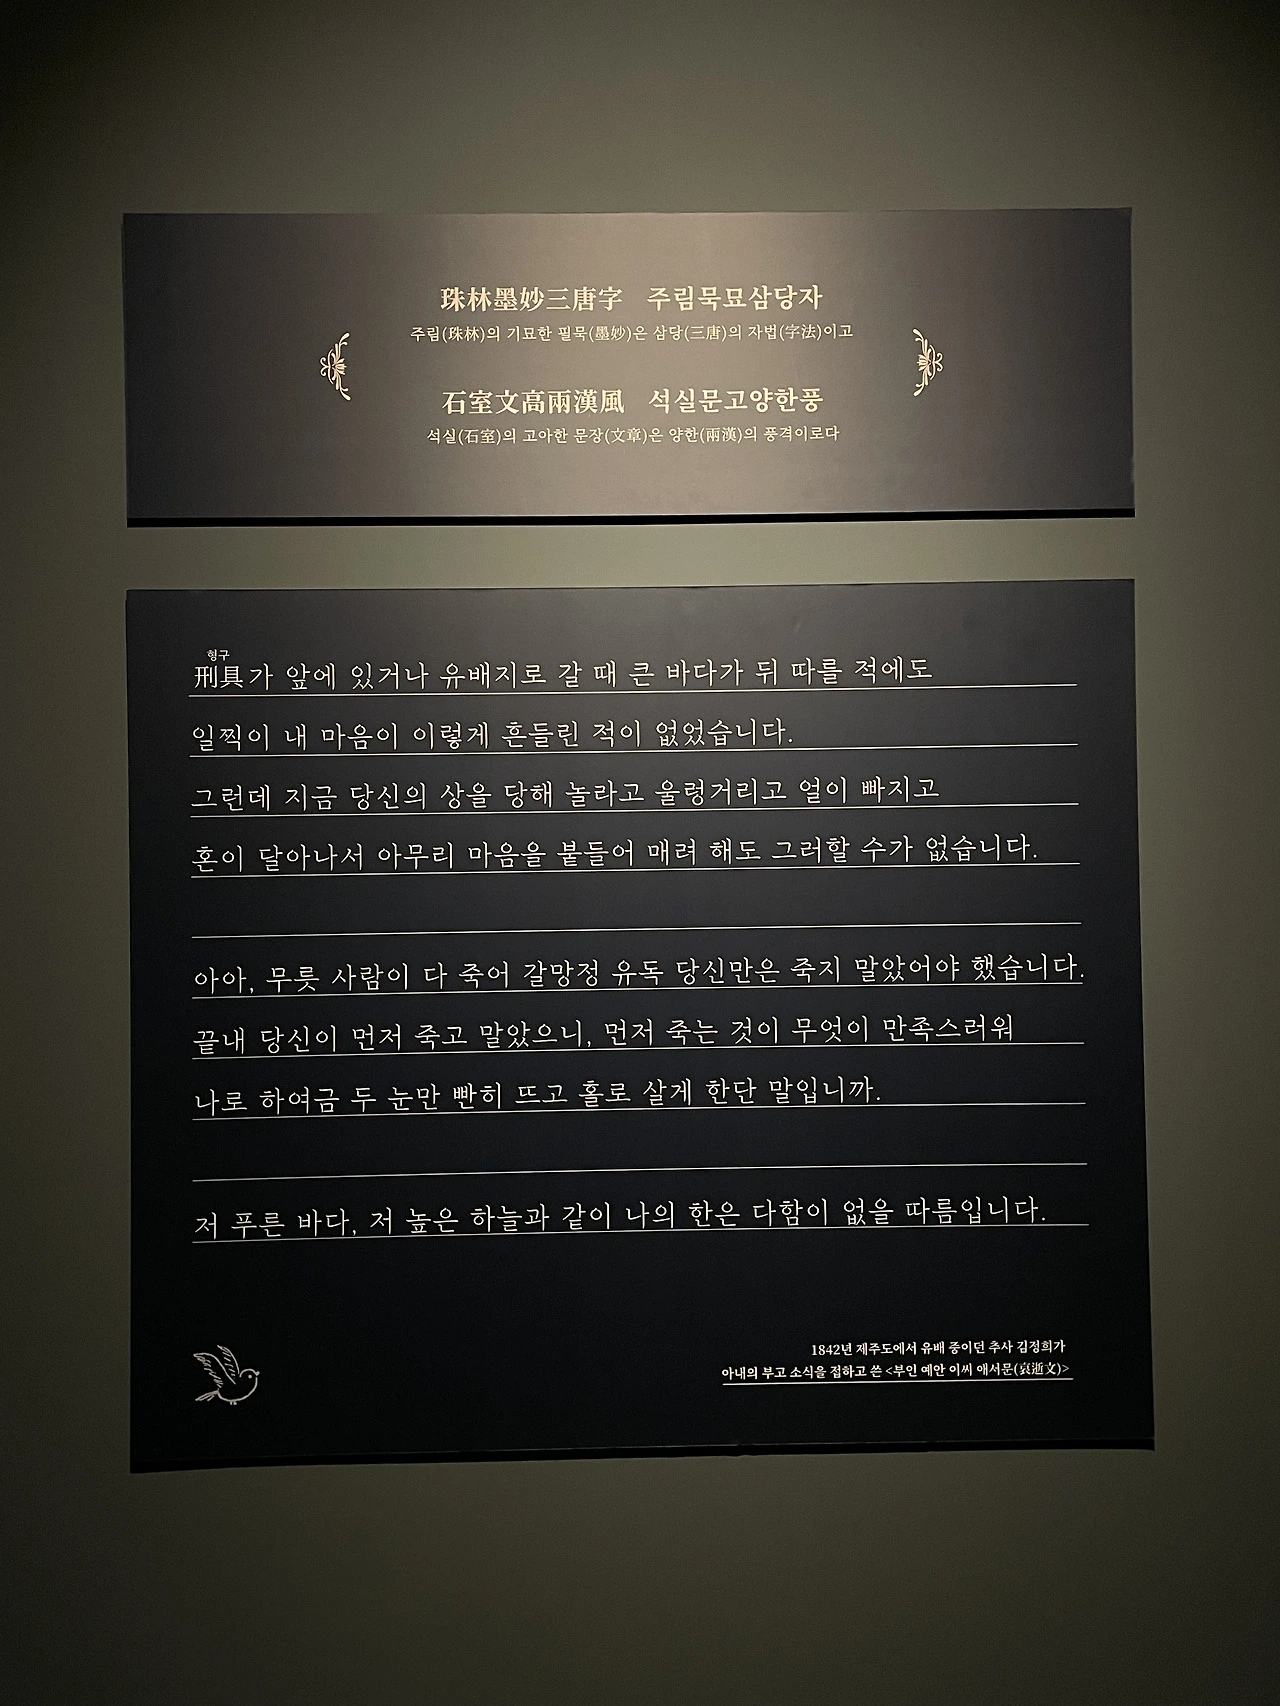 珠林墨妙三唐字 주림묵묘삼당자
주림(珠林)의 기묘한 필묵(墨妙)은 삼당(三唐)의 자법(字法)이고
石室文高兩漢風 석실문고양한풍
석실(石室)의 고아한 문장(文章)은 양한(兩漢)의 풍격이로다
형구
刑具가 앞에 있거나 유배지로 갈 때 큰 바다가 뒤 따를 적에도
일찍이 내 마음이 이렇게 흔들린 적이 없었습니다.
그런데 지금 당신의 상을 당해 놀라고 울렁거리고 얼이 빠지고
혼이 달아나서 아무리 마음을 붙들어 매려 해도 그러할 수가 없습니다.
아아, 무릇 사람이 다 죽어 갈망정 유독 당신만은 죽지 말았어야 했습니다.
끝내 당신이 먼저 죽고 말았으니, 먼저 죽는 것이 무엇이 만족스러워
나로 하여금 두 눈만 빤히 뜨고 홀로 살게 한단 말입니까.
저 푸른 바다, 저 높은 하늘과 같이 나의 한은 다함이 없을 따름입니다.
1842년 제주도에서 유배 중이던 추사 김정희가
아내의 부고 소식을 접하고 쓴 <부인 예안 이씨 애서문(哀逝文)>